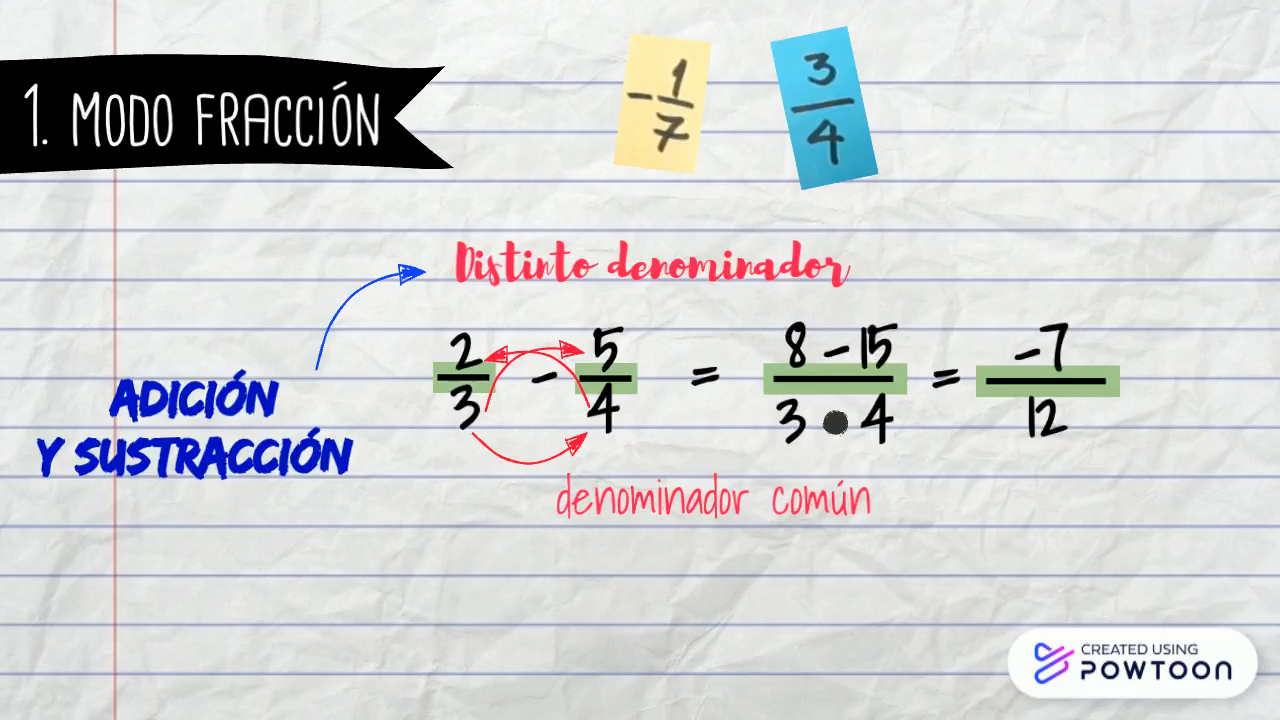 1. MODO FRACCIÓN
-1/7
3/4
Distinto denominador
2/3 - 5/4 = 8-15/3•4 = -7/12
ADICIÓN
Y SUSTRACCIÓN
denominador común
CREATED USING
POWTOON